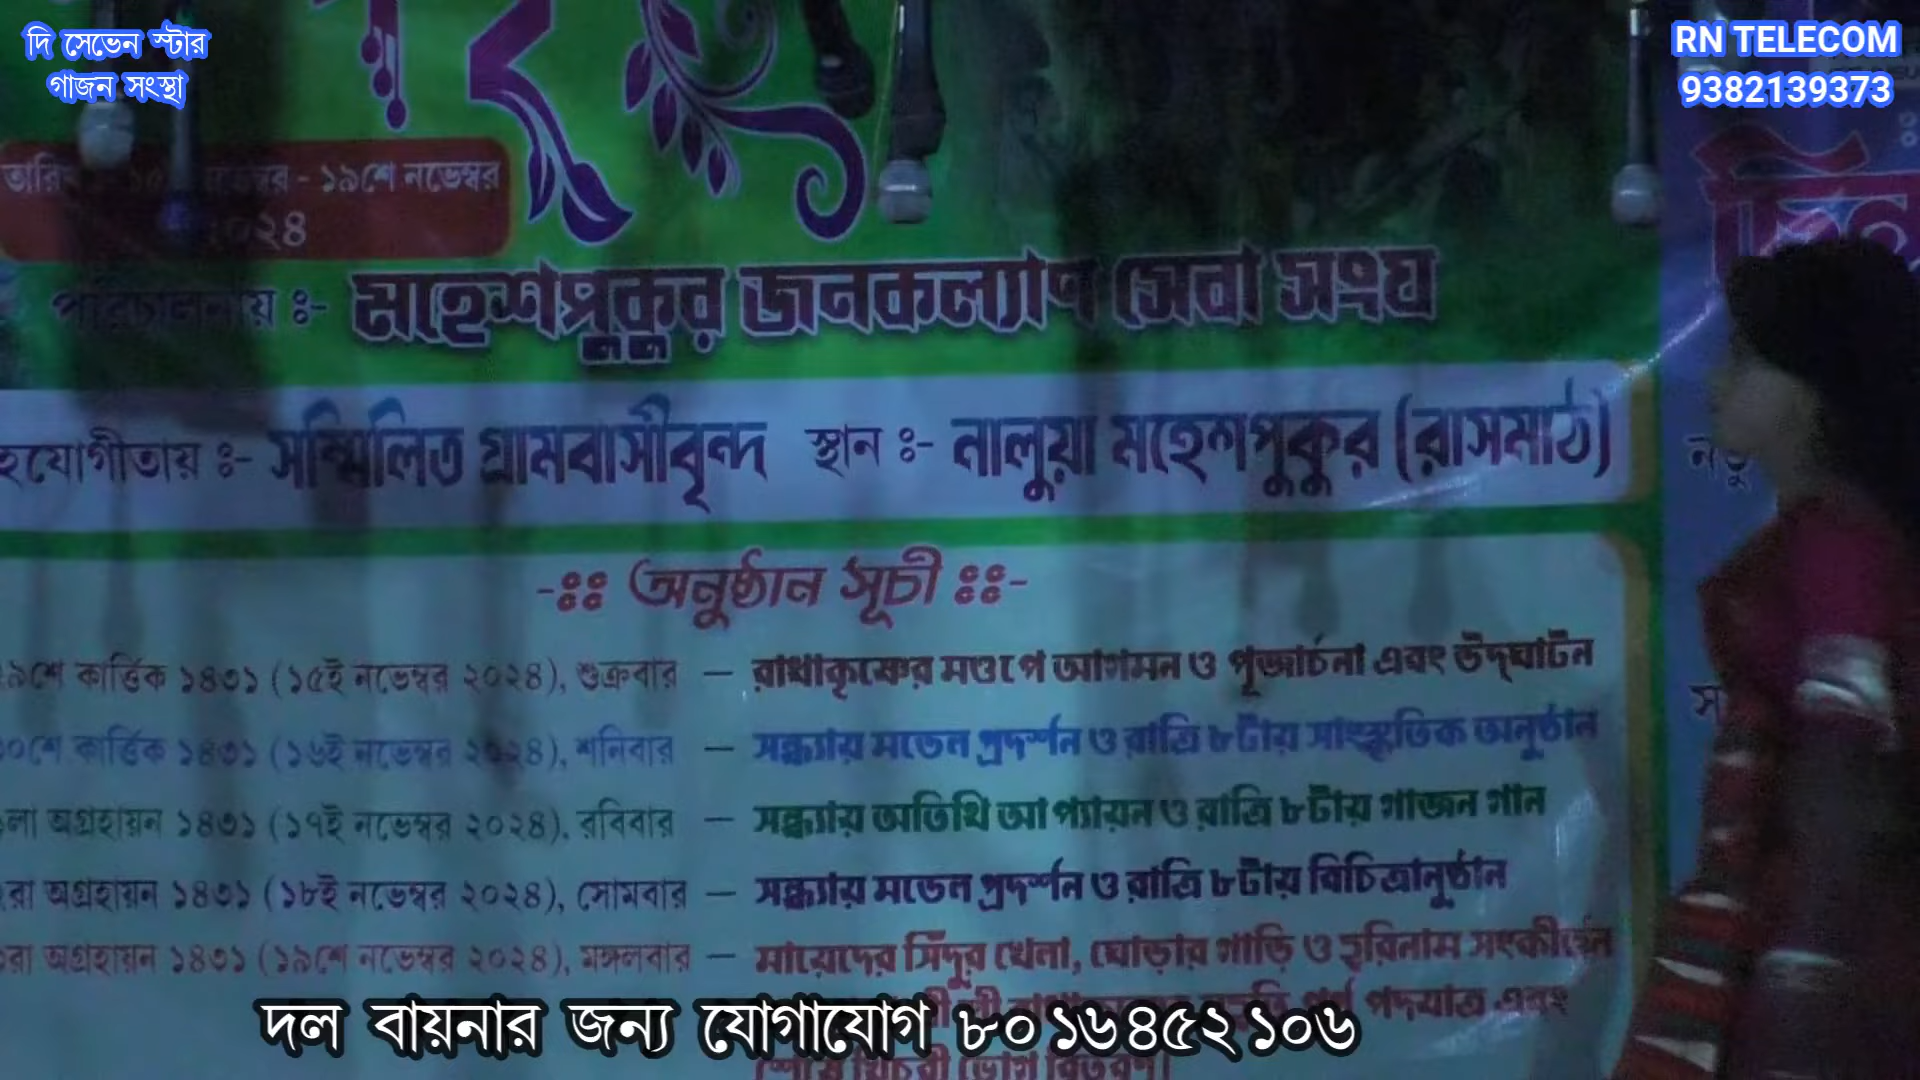 দি সেভেন স্টার
গাজন সংস্থা
RN TELECOM
9382139373
১৯শে নভেম্বর
পরিচালনায় ঃ- মহেশপুকুর জনকল্যাণ সেবা সংঘ
সম্মিলিত গ্রামবাসীবৃন্দ স্থান ঃ- নালুয়া মহেশপুকুর (রাসমাঠ)
-ঃঃ অনুষ্ঠান সূচী ঃঃ-
কার্ত্তিক ১৪৩১ (১৫ই নভেম্বর ২০২৪), শুক্রবার — রাধাকৃষ্ণের মণ্ডপে আগমন ও পূজার্চনা এবং উদ্‌ঘাটন
কার্ত্তিক ১৪৩১ (১৬ই নভেম্বর ২০২৪), শনিবার — সন্ধ্যায় মডেল প্রদর্শন ও রাত্রি ৮টায় সাংস্কৃতিক অনুষ্ঠান
অগ্রহায়ন ১৪৩১ (১৭ই নভেম্বর ২০২৪), রবিবার — সন্ধ্যায় অতিথি আপ্যায়ন ও রাত্রি ৮টায় গাজন গান
অগ্রহায়ন ১৪৩১ (১৮ই নভেম্বর ২০২৪), সোমবার — সন্ধ্যায় মডেল প্রদর্শন ও রাত্রি ৮টায় বিচিত্রানুষ্ঠান
অগ্রহায়ন ১৪৩১ (১৯শে নভেম্বর ২০২৪), মঙ্গলবার — মায়েদের সিঁদুর খেলা, ঘোড়ার গাড়ি ও হরিনাম সংকীর্তন
এবং
দল বায়নার জন্য যোগাযোগ ৮০১৬৪৫২১০৬